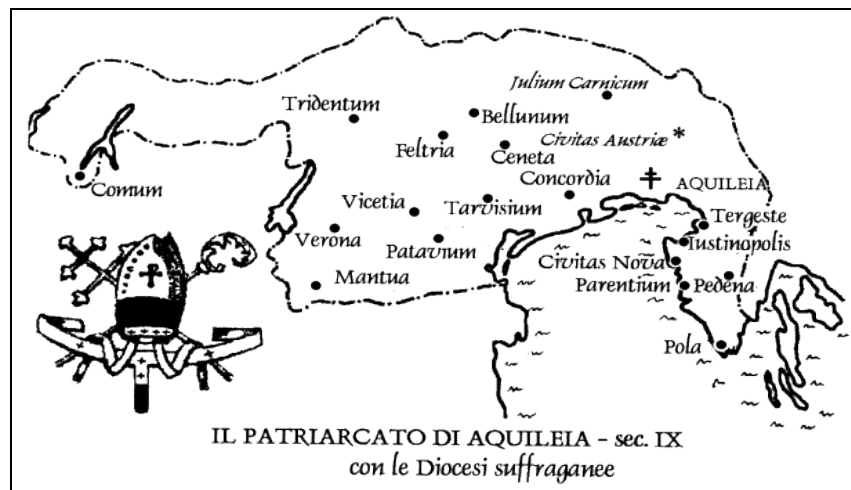 Julium Carnicum
Tridentum
Bellunum
Feltria
Civitas Austriæ *
Ceneta
Comum
Concordia
AQUILEIA
Vicetia
Tarvisium
Tergeste
Verona
Patavium
Iustinopolis
Civitas Nova
Mantua
Parentium
Pedena
Pola
IL PATRIARCATO DI AQUILEIA - sec. IX
con le Diocesi suffraganee